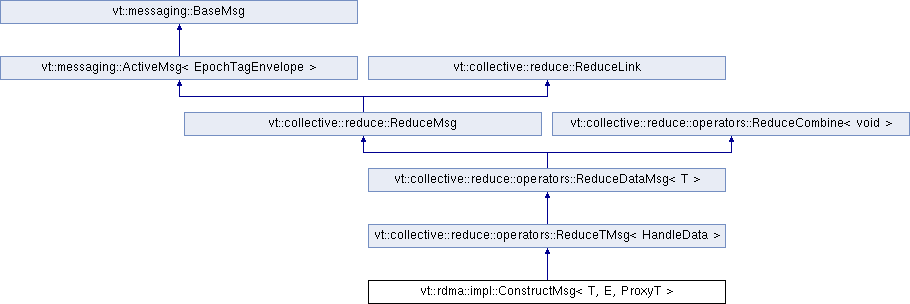 vt::messaging::BaseMsg
vt::messaging::ActiveMsg< EpochTagEnvelope >
vt::collective::reduce::ReduceLink
vt::collective::reduce::ReduceMsg
vt::collective::reduce::operators::ReduceCombine< void >
vt::collective::reduce::operators::ReduceDataMsg< T >
vt::collective::reduce::operators::ReduceTMsg< HandleData >
vt::rdma::impl::ConstructMsg< T, E, ProxyT >